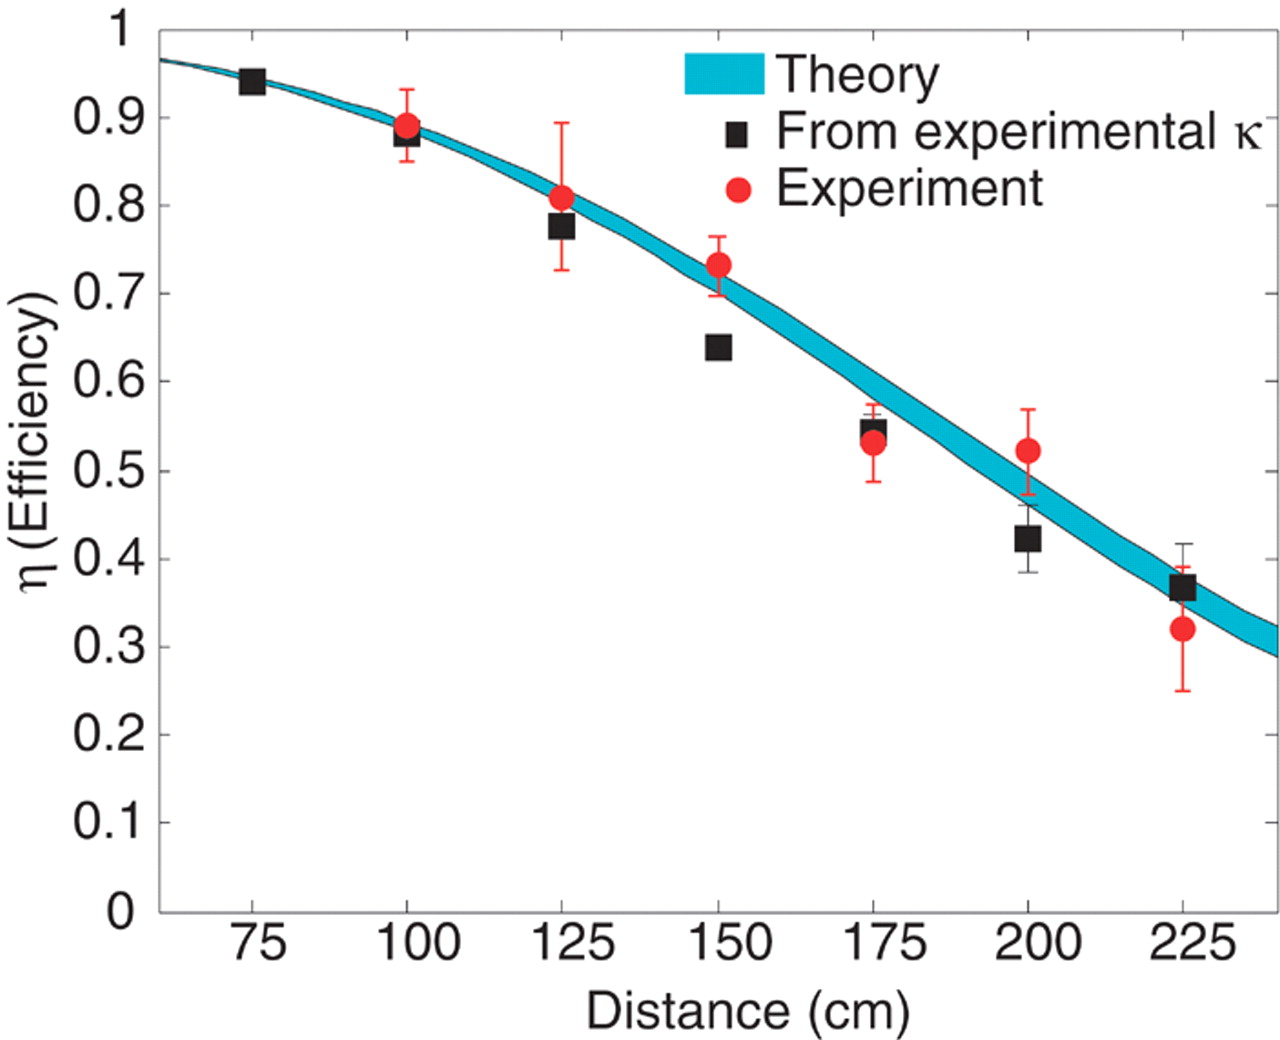 1
0.9
0.8
0.7
0.6
0.5
0.4
0.3
0.2
0.1
0
η (Efficiency)
Theory
From experimental κ
Experiment
75 100 125 150 175 200 225
Distance (cm)